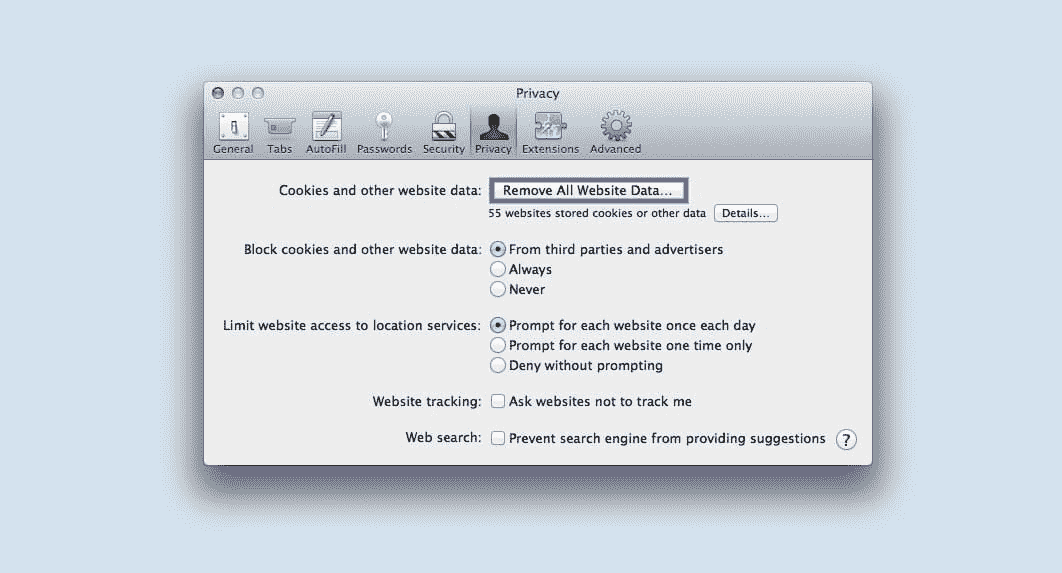 Privacy
General Tabs AutoFill Passwords Security Privacy Extensions Advanced
Cookies and other website data: Remove All Website Data...
55 websites stored cookies or other data Details...
Block cookies and other website data: From third parties and advertisers
Always
Never
Limit website access to location services: Prompt for each website once each day
Prompt for each website one time only
Deny without prompting
Website tracking: Ask websites not to track me
Web search: Prevent search engine from providing suggestions ?